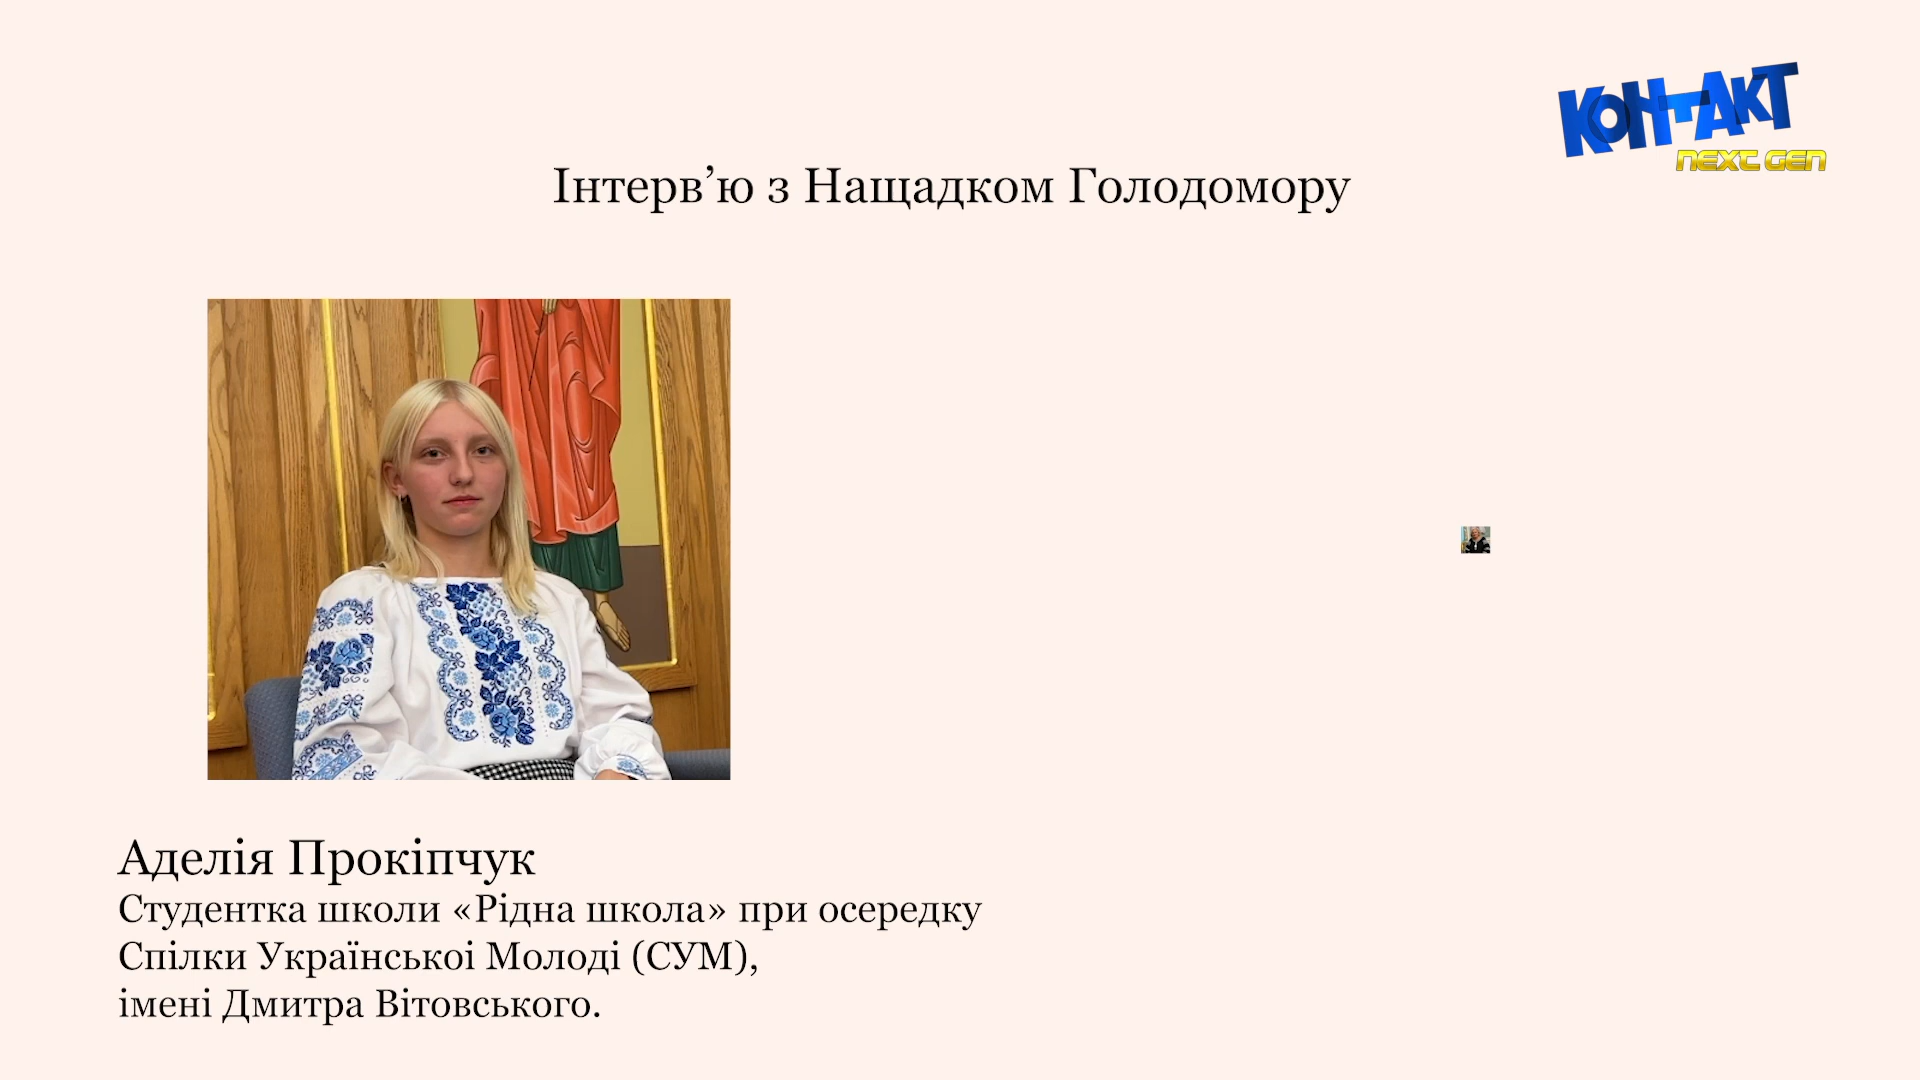 КОНТАКТ
NEXT GEN
Інтерв’ю з Нащадком Голодомору
Аделія Прокіпчук
Студентка школи «Рідна школа» при осередку
Спілки Українськоі Молоді (СУМ),
імені Дмитра Вітовського.